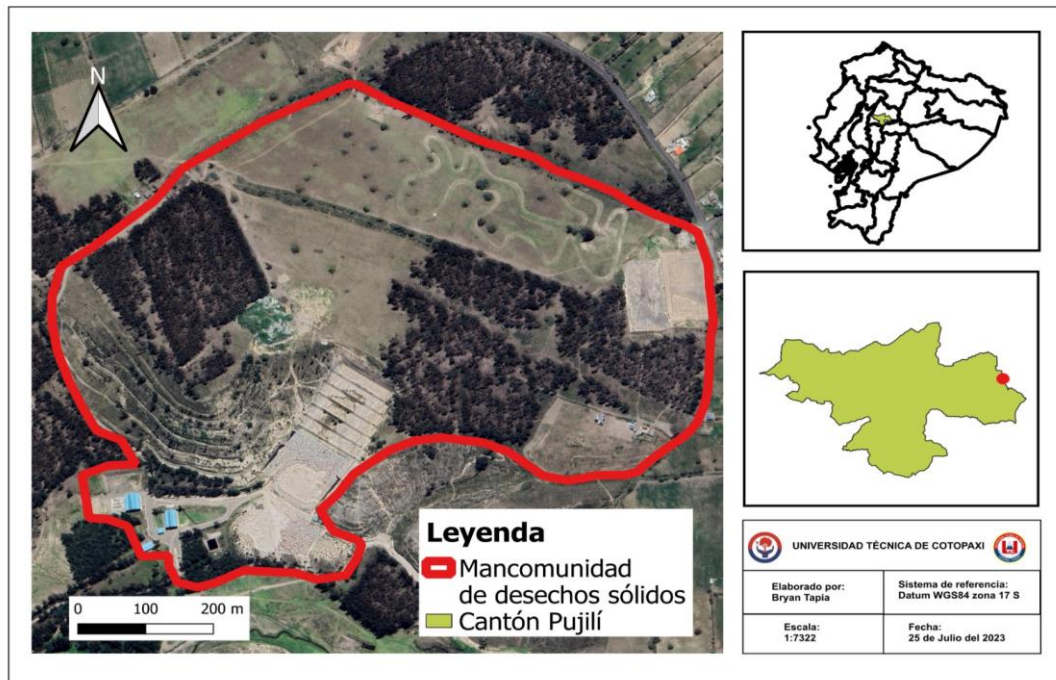 N
Leyenda
Mancomunidad
de desechos sólidos
Cantón Pujilí
0 100 200 m
UNIVERSIDAD TÉCNICA DE COTOPAXI
Elaborado por:
Bryan Tapia
Sistema de referencia:
Datum WGS84 zona 17 S
Escala:
1:7322
Fecha:
25 de Julio del 2023